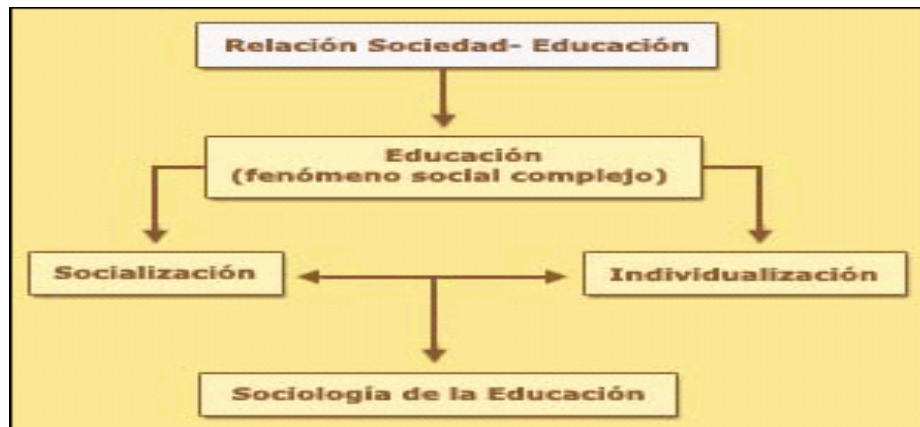 Relación Sociedad- Educación
Educación
(fenómeno social complejo)
Socialización
Individualización
Sociología de la Educación